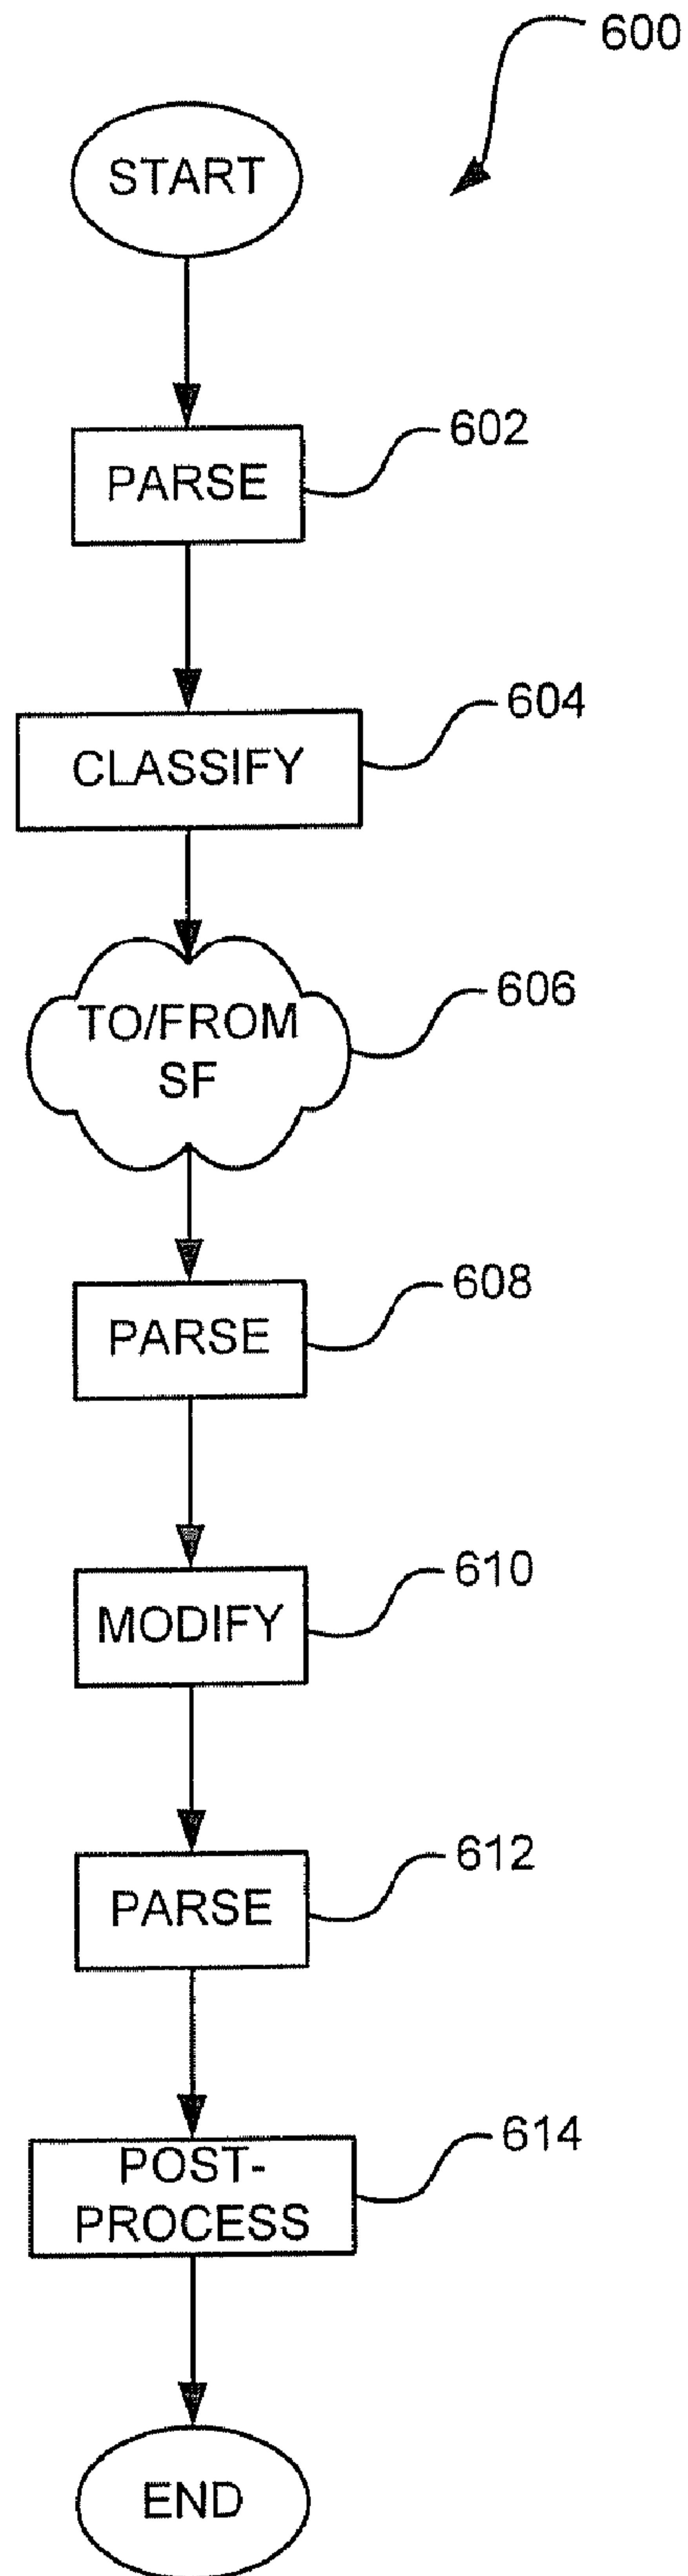 600
START
602
PARSE
604
CLASSIFY
606
TO/FROM
SF
608
PARSE
610
MODIFY
612
PARSE
614
POST-
PROCESS
END